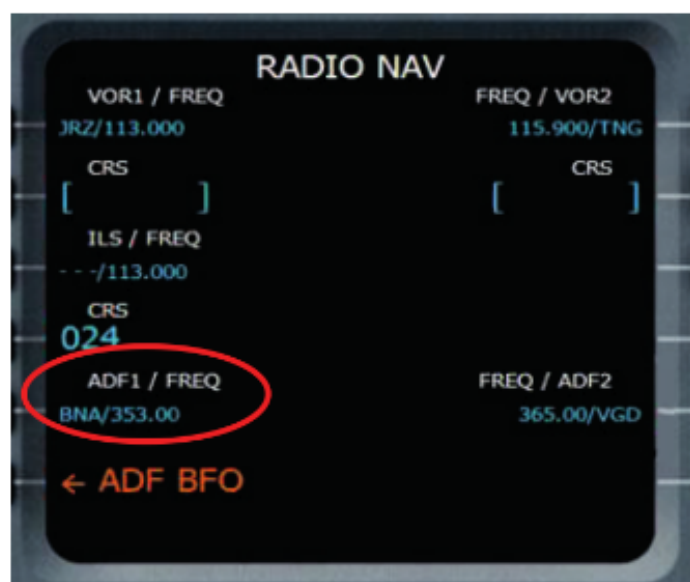 RADIO NAV
VOR1 / FREQ FREQ / VOR2
JRZ/113.000 115.900/TNG
CRS CRS
[ ] [ ]
ILS / FREQ
- - -/113.000
CRS
024
ADF1 / FREQ FREQ / ADF2
BNA/353.00 365.00/VGD
← ADF BFO